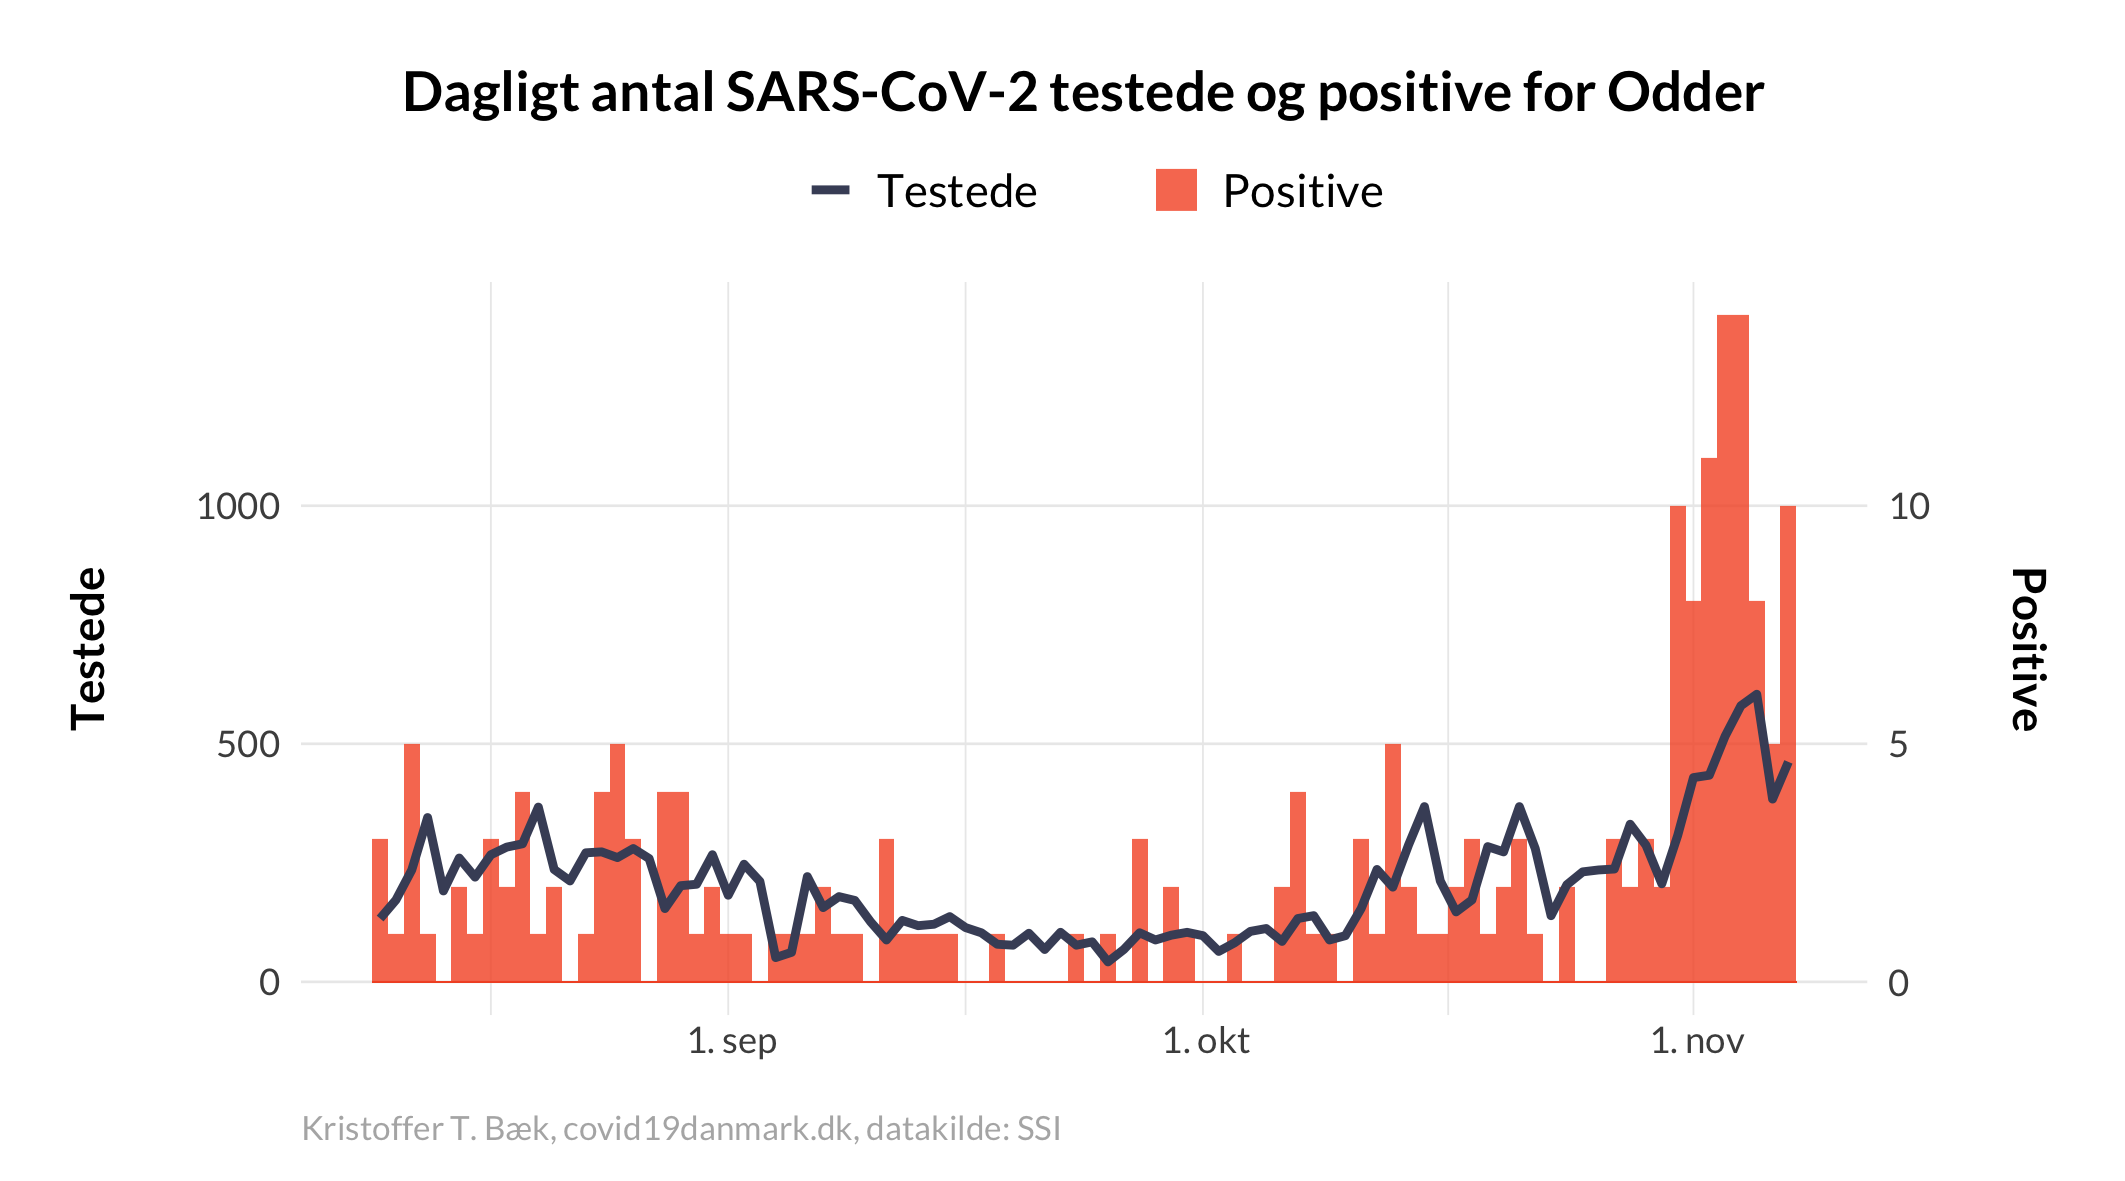 Dagligt antal SARS-CoV-2 testede og positive for Odder
Testede Positive
Testede
1000
500
0
10
5
0
Positive
1. sep 1. okt 1. nov
Kristoffer T. Bæk, covid19danmark.dk, datakilde: SSI